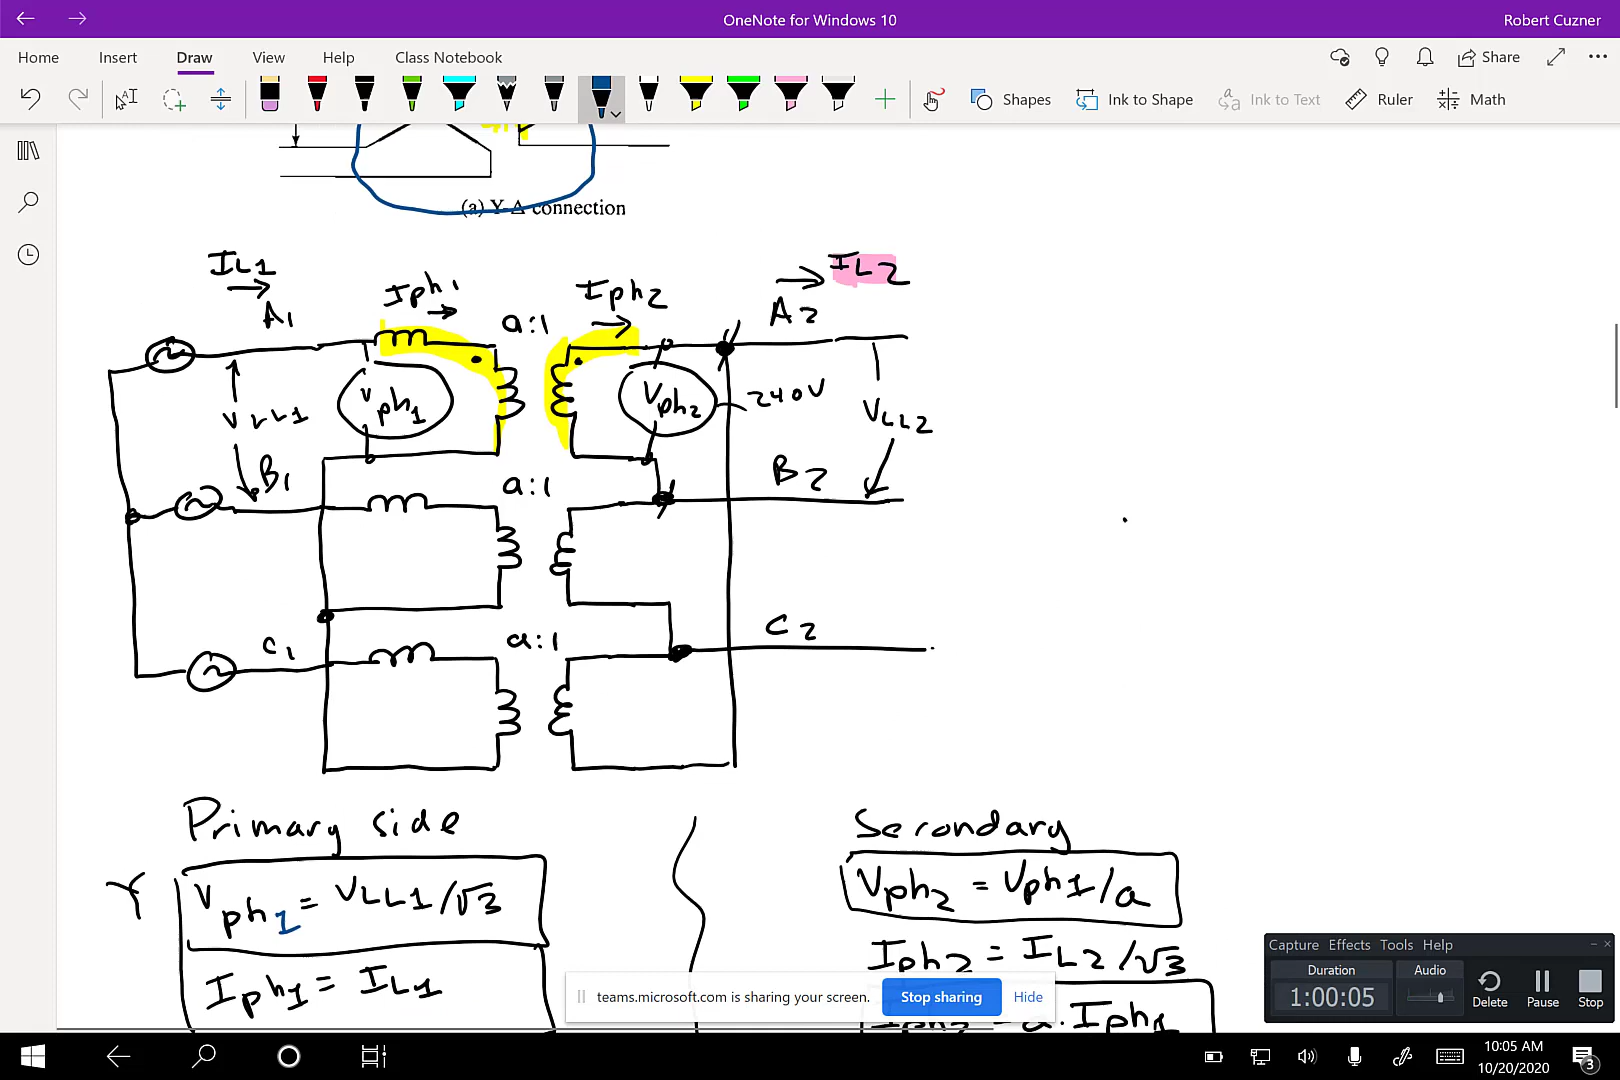 OneNote for Windows 10
Robert Cuzner
Home Insert Draw View Help Class Notebook
Share
Shapes Ink to Shape Ink to Text Ruler Math
(a) Y-Δ connection
IL1
IL2
Iph1
Iph2
A1
a:1
A2
Vph1
Vph2
240V
VLL1
VLL2
B1
a:1
B2
C1
a:1
C2
Primary side
Secondary
Y
Vph1 = VLL1/√3
Vph2 = Vph1/a
Iph1 = IL1
Iph2 = IL2/√3
Iph2 = a·Iph1
Capture Effects Tools Help
Duration
Audio
1:00:05
Delete Pause Stop
teams.microsoft.com is sharing your screen.
Stop sharing
Hide
10:05 AM
10/20/2020
3